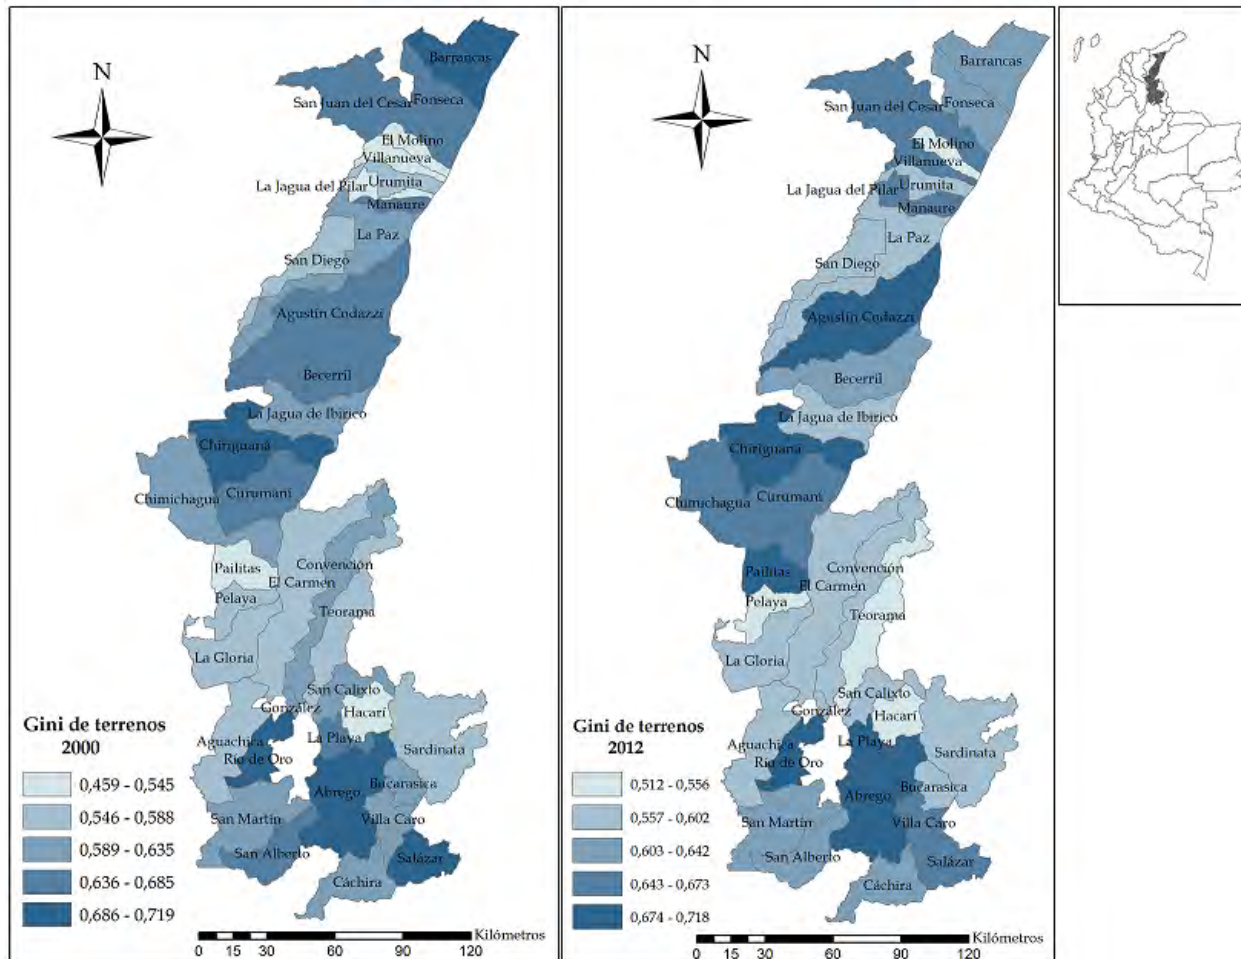 N
Barrancas
San Juan del Cesar
Fonseca
El Molino
Villanueva
Urumita
La Jagua del Pilar
Manaure
La Paz
San Diego
Agustín Codazzi
Becerril
La Jagua de Ibirico
Chiriguaná
Curumaní
Chimichagua
Convención
Pailitas
El Carmen
Pelaya
Teorama
La Gloria
San Calixto
González
Hacarí
La Playa
Aguachica
Sardinata
Río de Oro
Bucarasica
Abrego
San Martín
Villa Caro
San Alberto
Salázar
Cáchira
Gini de terrenos
2000
0,459 - 0,545
0,546 - 0,588
0,589 - 0,635
0,636 - 0,685
0,686 - 0,719
Kilómetros
0 15 30 60 90 120
N
Barrancas
San Juan del Cesar
Fonseca
El Molino
Villanueva
Urumita
La Jagua del Pilar
Manaure
La Paz
San Diego
Agustín Codazzi
Becerril
La Jagua de Ibirico
Chiriguaná
Curumaní
Chimichagua
Convención
Pailitas
El Carmen
Pelaya
Teorama
La Gloria
San Calixto
González
Hacarí
La Playa
Aguachica
Sardinata
Río de Oro
Bucarasica
Abrego
San Martín
Villa Caro
San Alberto
Salázar
Cáchira
Gini de terrenos
2012
0,512 - 0,556
0,557 - 0,602
0,603 - 0,642
0,643 - 0,673
0,674 - 0,718
Kilómetros
0 15 30 60 90 120